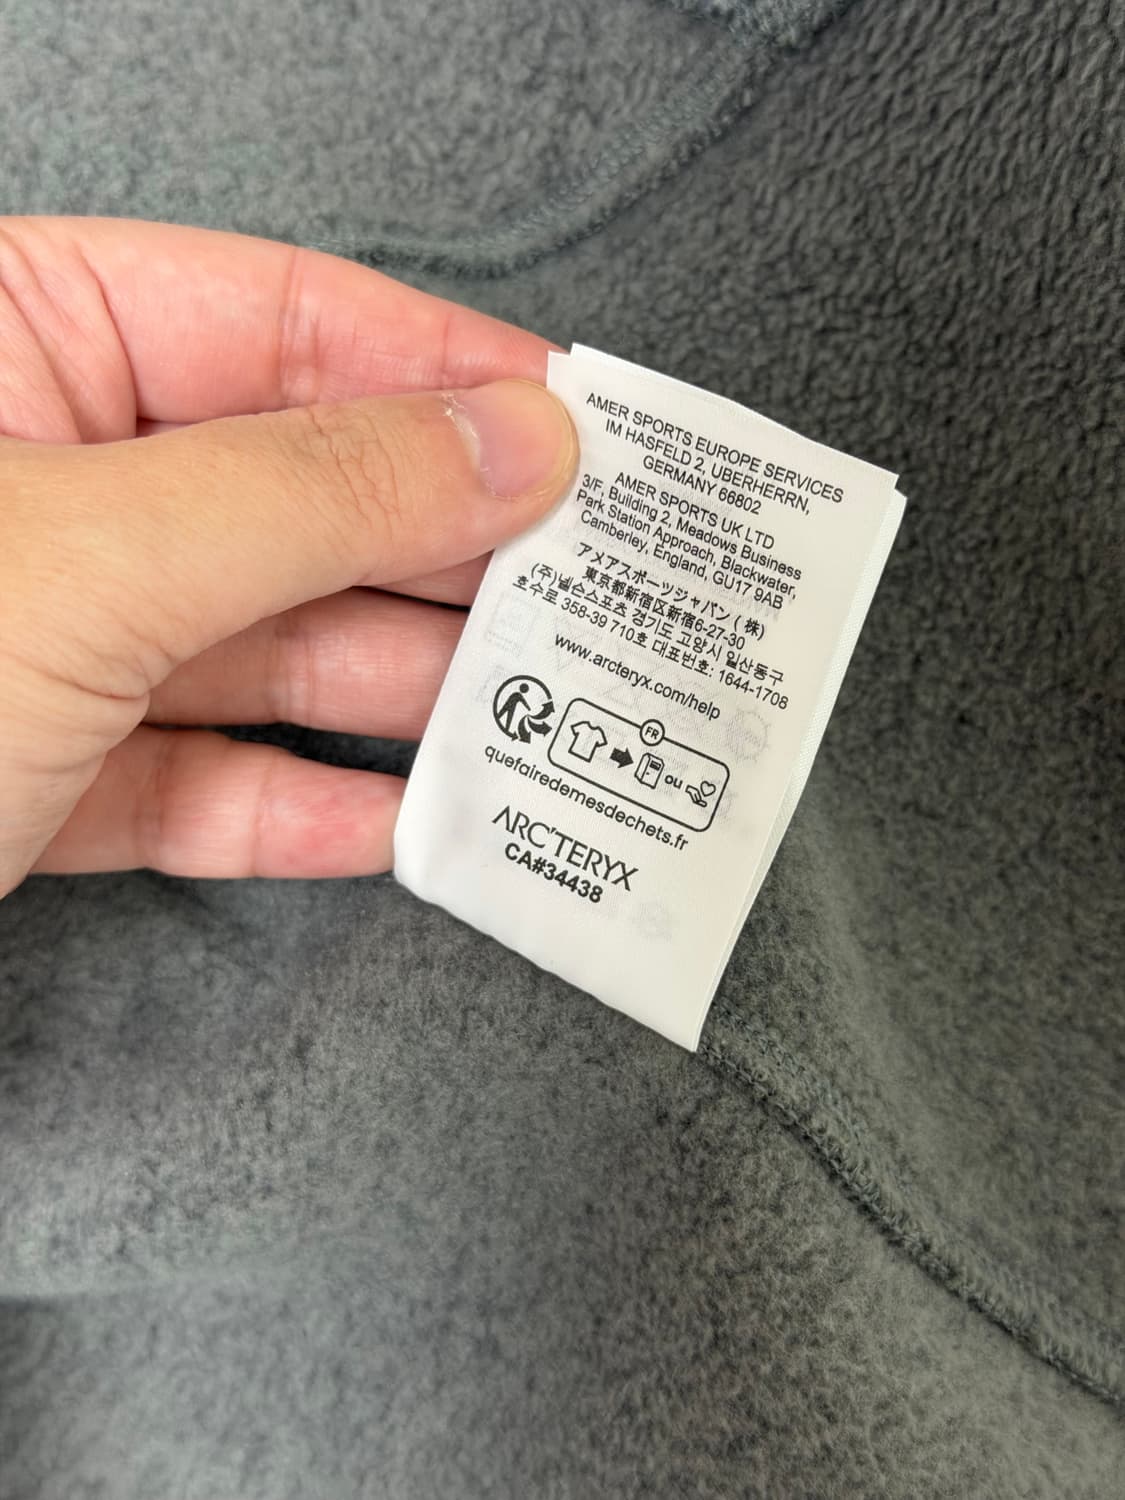 AMER SPORTS EUROPE SERVICES
IM HASFELD 2, UBERHERRN,
GERMANY 66802
AMER SPORTS UK LTD
3/F, Building 2, Meadows Business
Park Station Approach, Blackwater,
Camberley, England, GU17 9AB
アメアスポーツジャパン ( 株)
東京都新宿区新宿6-27-30
(주)넬슨스포츠 경기도 고양시 일산동구
호수로 358-39 710호 대표번호: 1644-1708
www.arcteryx.com/help
FR
ou
quefairedemesdechets.fr
ARC'TERYX
CA#34438